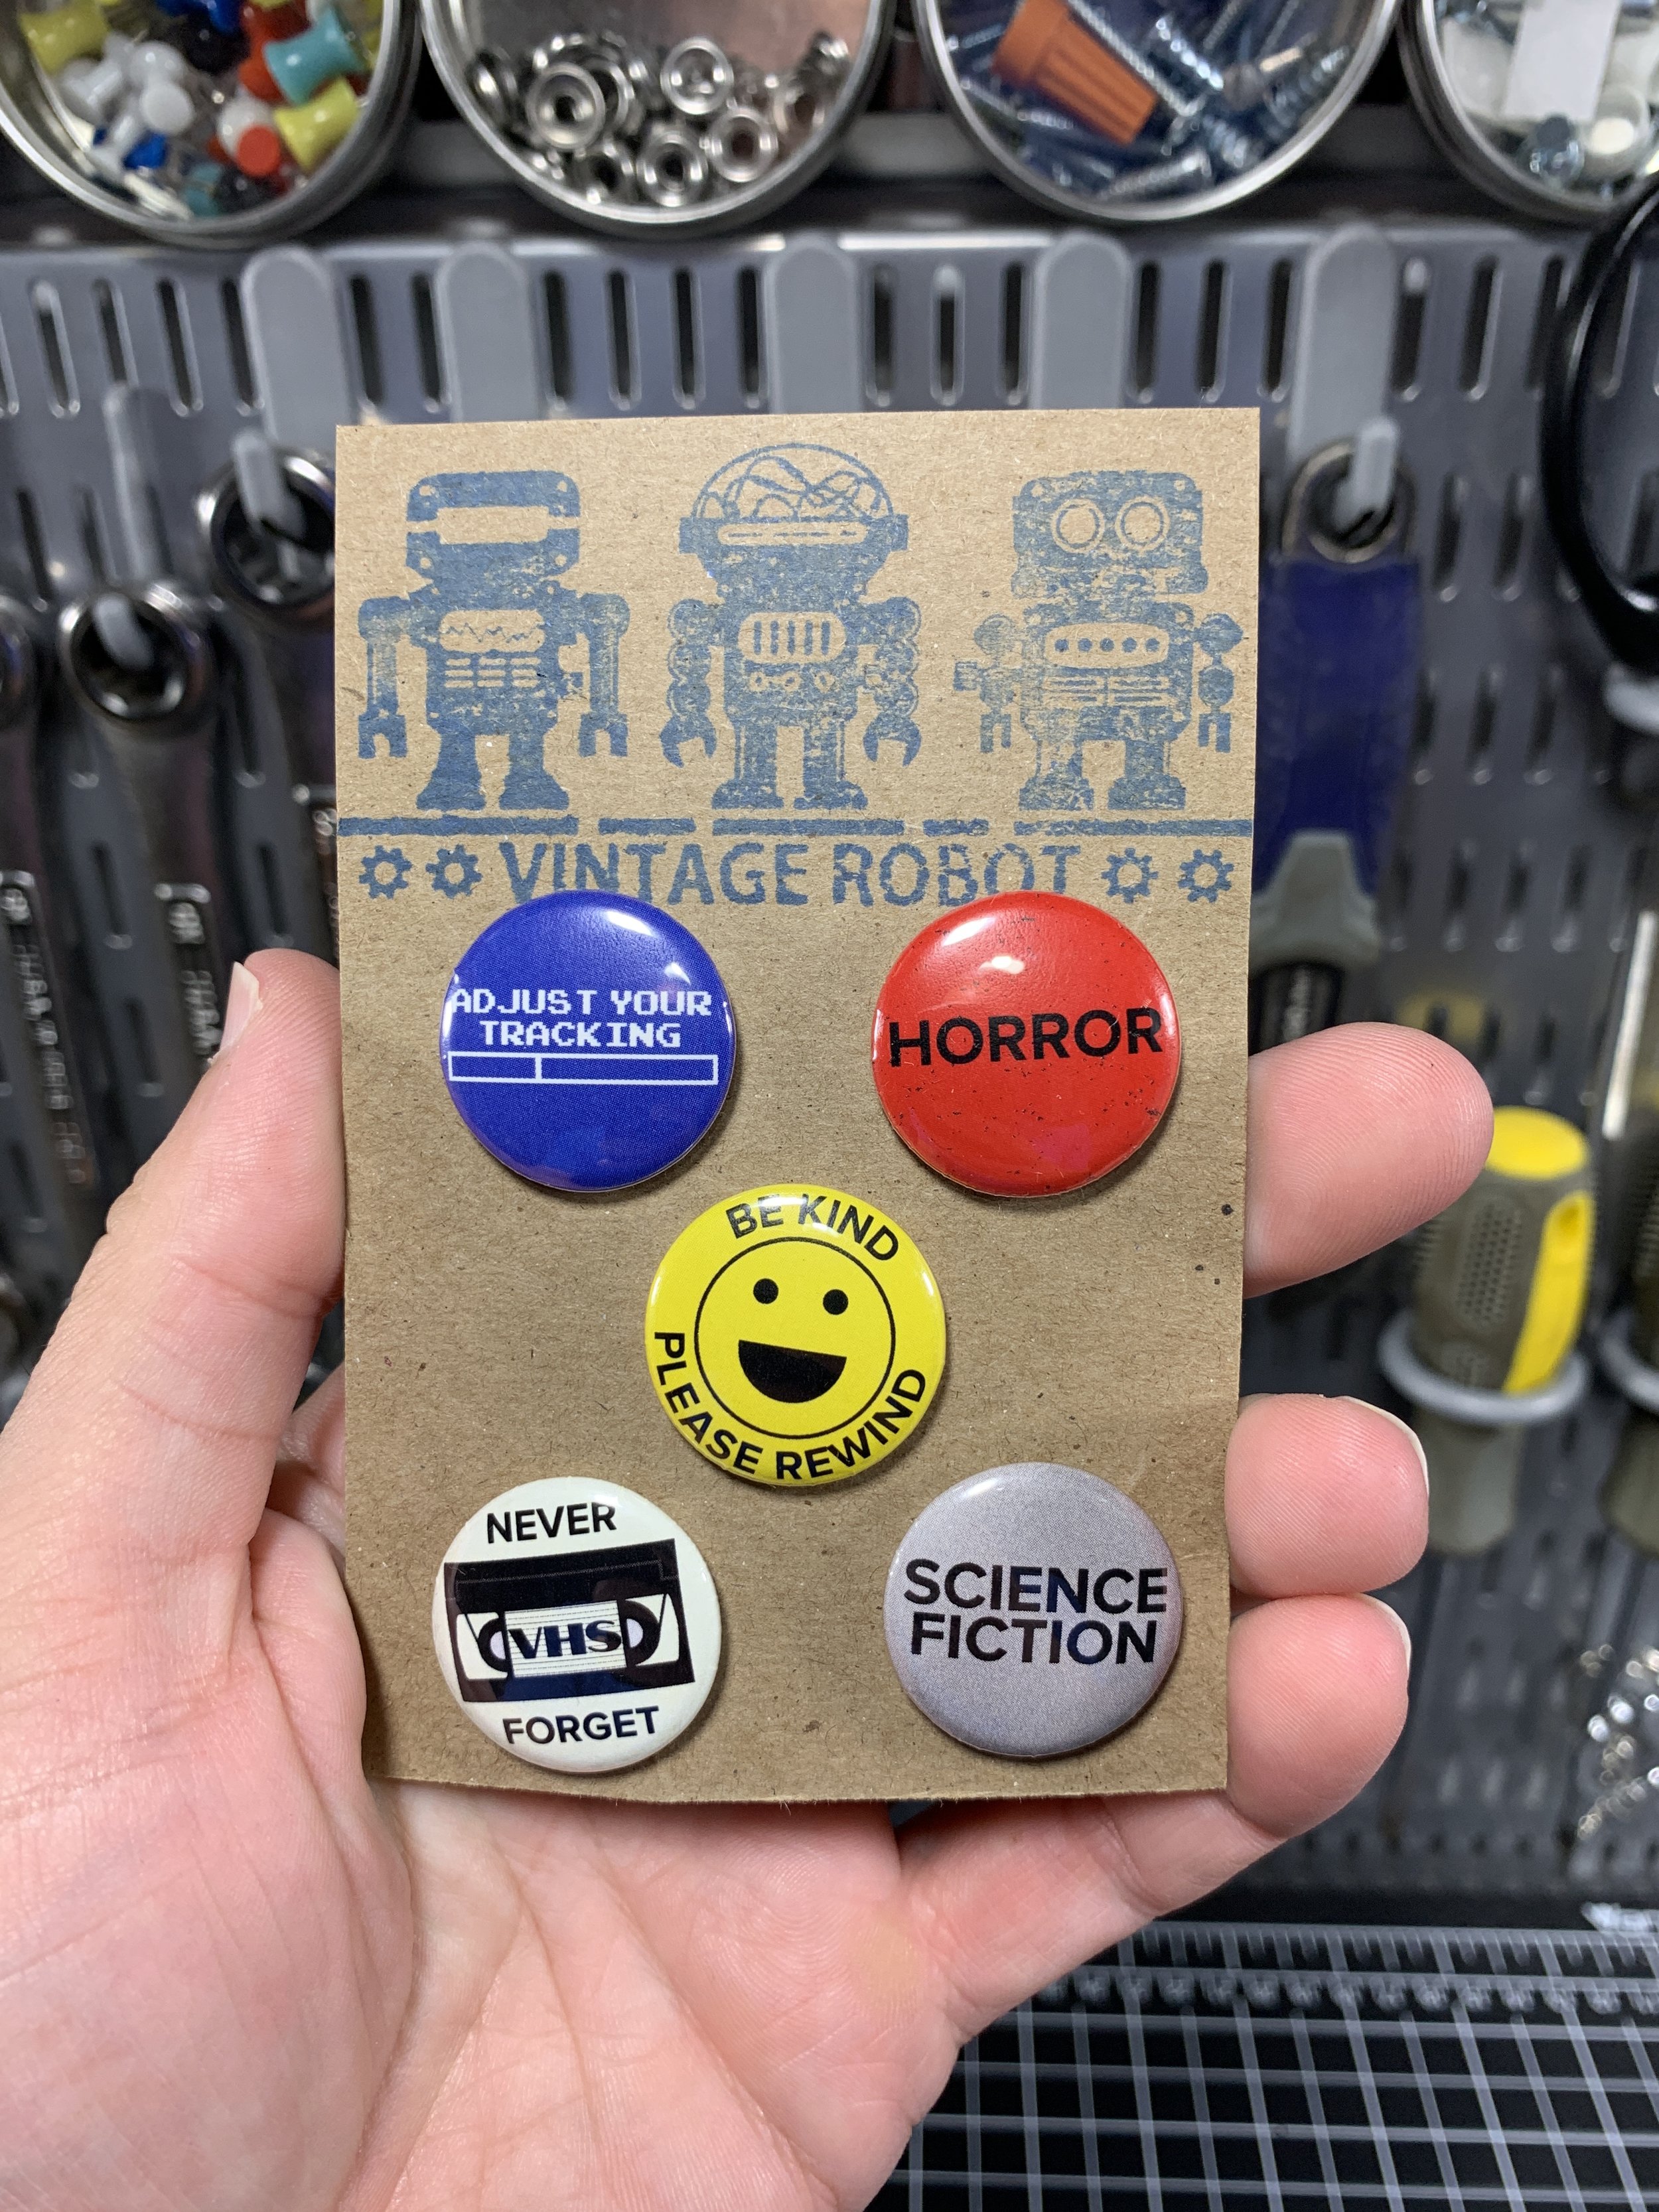 VINTAGE ROBOT
ADJUST YOUR
TRACKING
HORROR
BE KIND
PLEASE REWIND
NEVER
VHS
FORGET
SCIENCE
FICTION